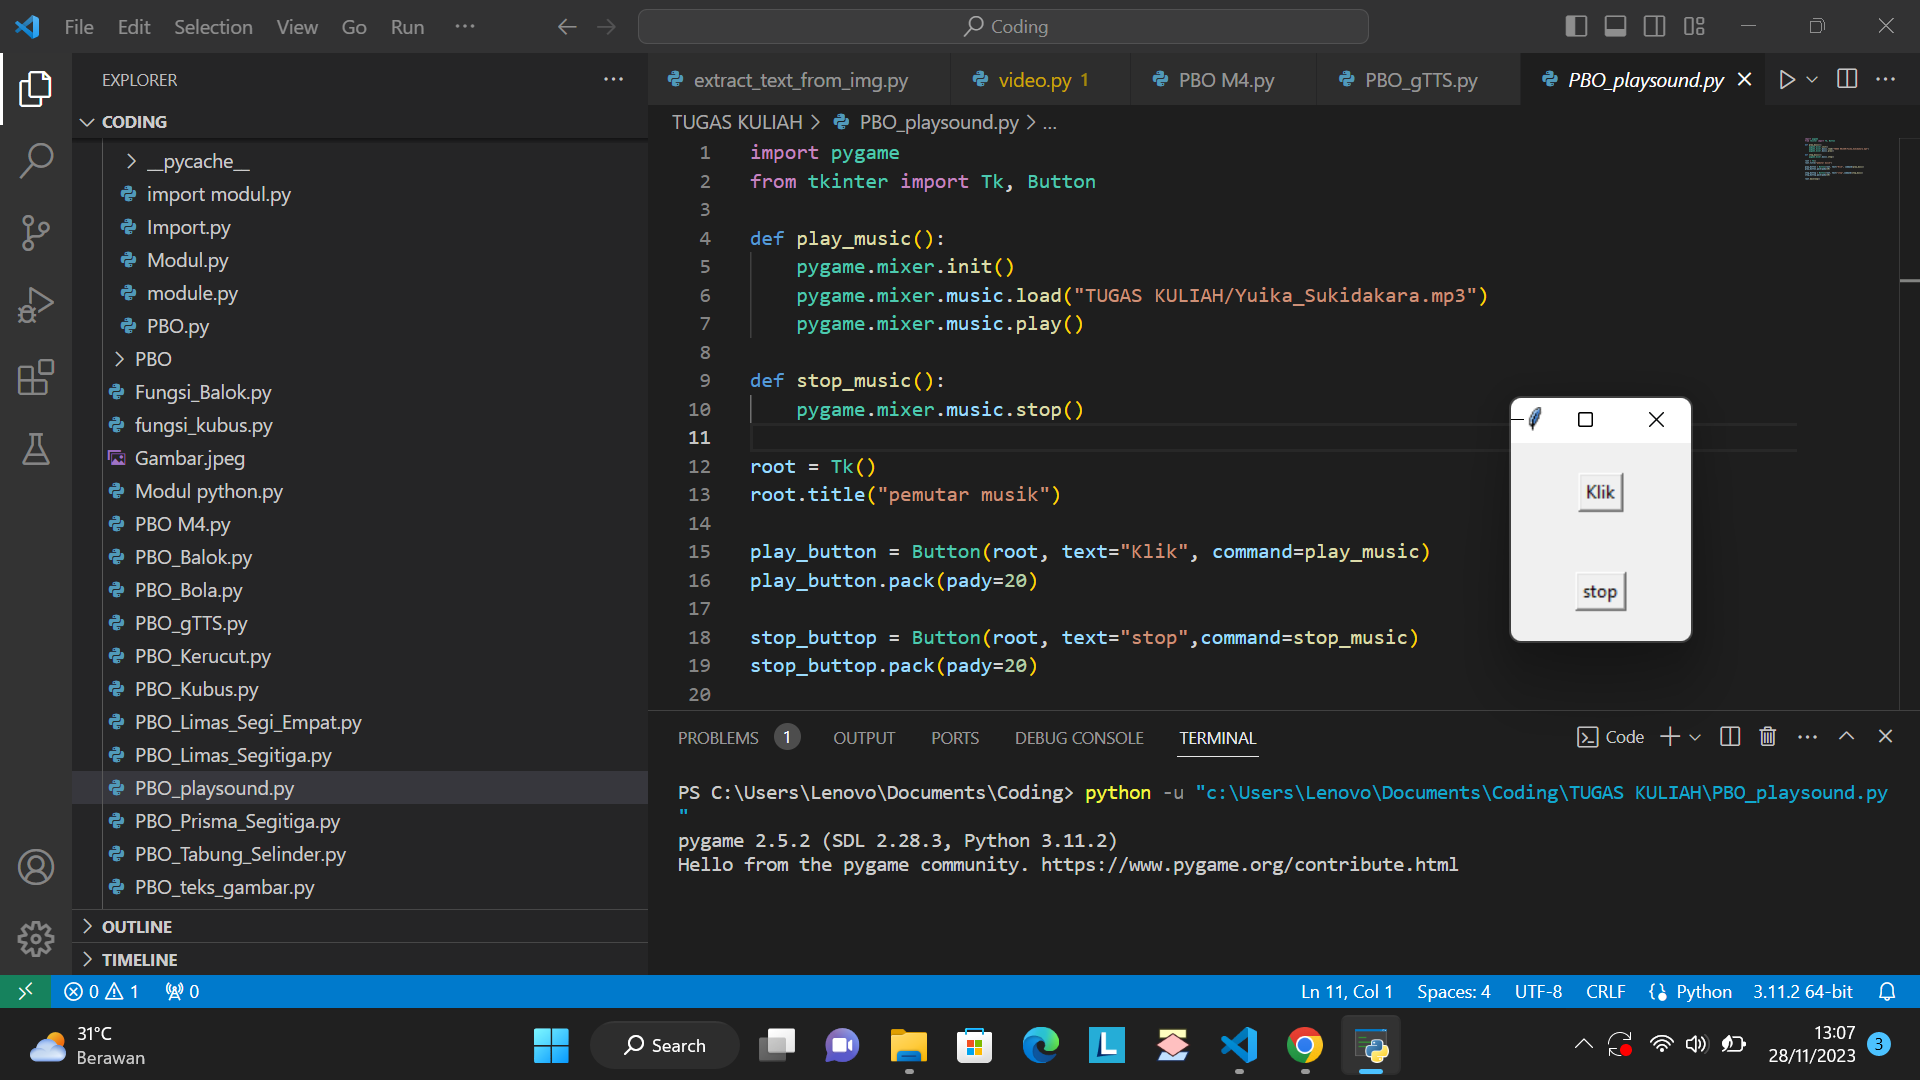 File Edit Selection View Go Run ··· Coding
EXPLORER ···
CODING
__pycache__
import modul.py
Import.py
Modul.py
module.py
PBO.py
PBO
Fungsi_Balok.py
fungsi_kubus.py
Gambar.jpeg
Modul python.py
PBO M4.py
PBO_Balok.py
PBO_Bola.py
PBO_gTTS.py
PBO_Kerucut.py
PBO_Kubus.py
PBO_Limas_Segi_Empat.py
PBO_Limas_Segitiga.py
PBO_playsound.py
PBO_Prisma_Segitiga.py
PBO_Tabung_Selinder.py
PBO_teks_gambar.py
OUTLINE
TIMELINE
extract_text_from_img.py video.py 1 PBO M4.py PBO_gTTS.py PBO_playsound.py
TUGAS KULIAH > PBO_playsound.py > ...
1 import pygame
2 from tkinter import Tk, Button
3
4 def play_music():
5     pygame.mixer.init()
6     pygame.mixer.music.load("TUGAS KULIAH/Yuika_Sukidakara.mp3")
7     pygame.mixer.music.play()
8
9 def stop_music():
10     pygame.mixer.music.stop()
11
12 root = Tk()
13 root.title("pemutar musik")
14
15 play_button = Button(root, text="Klik", command=play_music)
16 play_button.pack(pady=20)
17
18 stop_buttop = Button(root, text="stop",command=stop_music)
19 stop_buttop.pack(pady=20)
20
Klik
stop
PROBLEMS 1 OUTPUT PORTS DEBUG CONSOLE TERMINAL Code
PS C:\Users\Lenovo\Documents\Coding> python -u "c:\Users\Lenovo\Documents\Coding\TUGAS KULIAH\PBO_playsound.py
"
pygame 2.5.2 (SDL 2.28.3, Python 3.11.2)
Hello from the pygame community. https://www.pygame.org/contribute.html
0 1 0 Ln 11, Col 1 Spaces: 4 UTF-8 CRLF Python 3.11.2 64-bit
31°C
Berawan
Search
L
13:07
28/11/2023
3